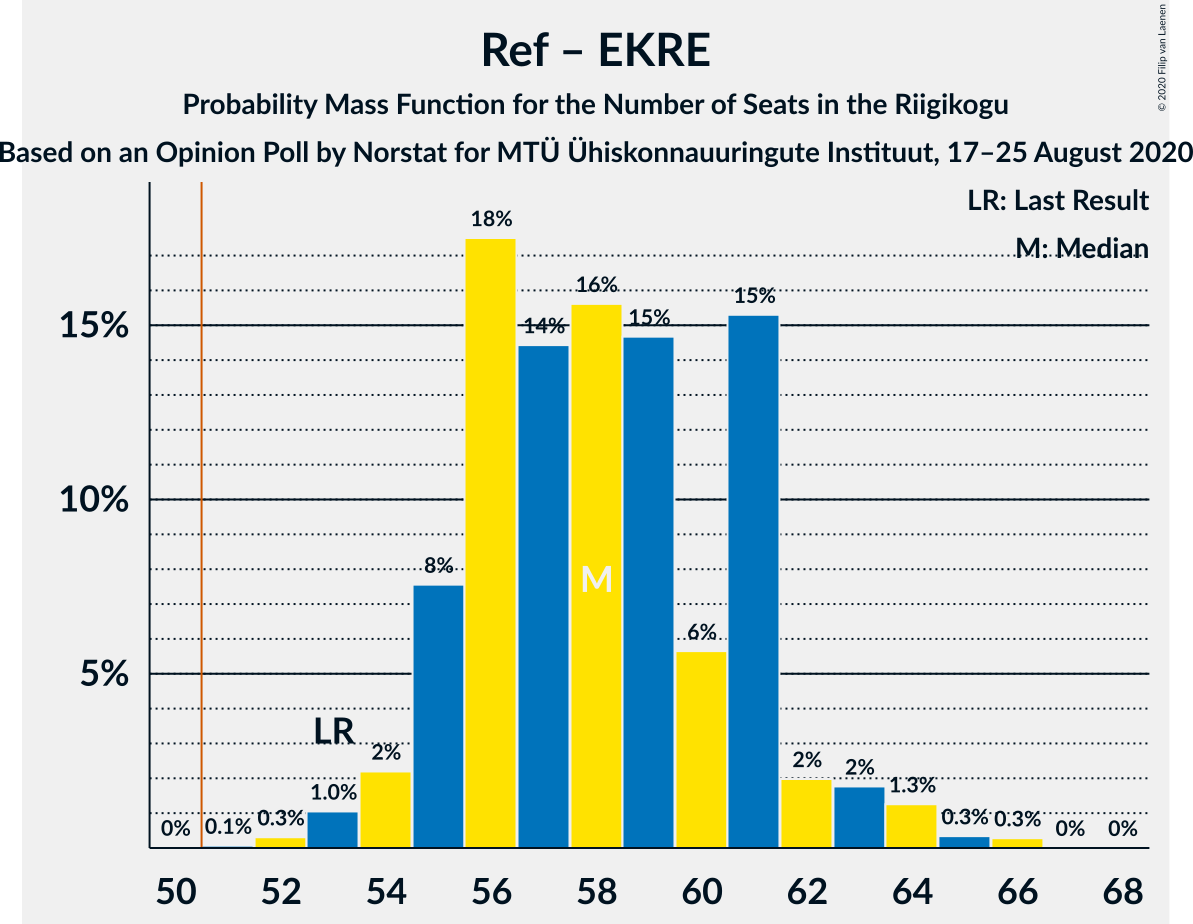 Ref – EKRE
Probability Mass Function for the Number of Seats in the Riigikogu
Based on an Opinion Poll by Norstat for MTÜ Ühiskonnauuringute Instituut, 17–25 August 2020
© 2020 Filip van Laenen
LR: Last Result
M: Median
18%
16%
15%
15%
14%
15%
10%
8%
M
6%
5%
LR
2%
2%
2%
1.0%
1.3%
0%
0.1%
0.3%
0.3%
0.3%
0%
0%
50 52 54 56 58 60 62 64 66 68